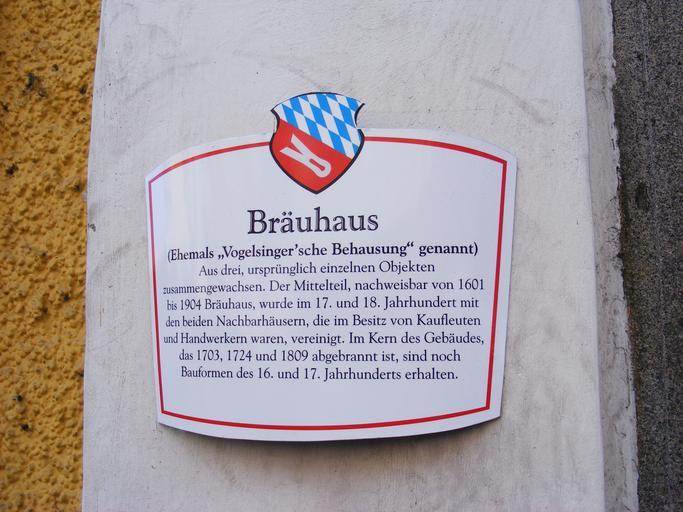 Bräuhaus
(Ehemals „Vogelsinger'sche Behausung“ genannt)
Aus drei, ursprünglich einzelnen Objekten
zusammengewachsen. Der Mittelteil, nachweisbar von 1601
bis 1904 Bräuhaus, wurde im 17. und 18. Jahrhundert mit
den beiden Nachbarhäusern, die im Besitz von Kaufleuten
und Handwerkern waren, vereinigt. Im Kern des Gebäudes,
das 1703, 1724 und 1809 abgebrannt ist, sind noch
Bauformen des 16. und 17. Jahrhunderts erhalten.